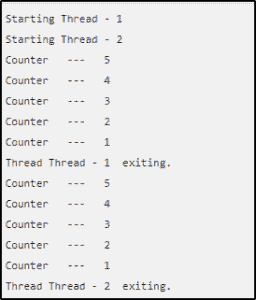 Starting Thread - 1
Starting Thread - 2
Counter   ---   5
Counter   ---   4
Counter   ---   3
Counter   ---   2
Counter   ---   1
Thread Thread - 1  exiting.
Counter   ---   5
Counter   ---   4
Counter   ---   3
Counter   ---   2
Counter   ---   1
Thread Thread - 2  exiting.